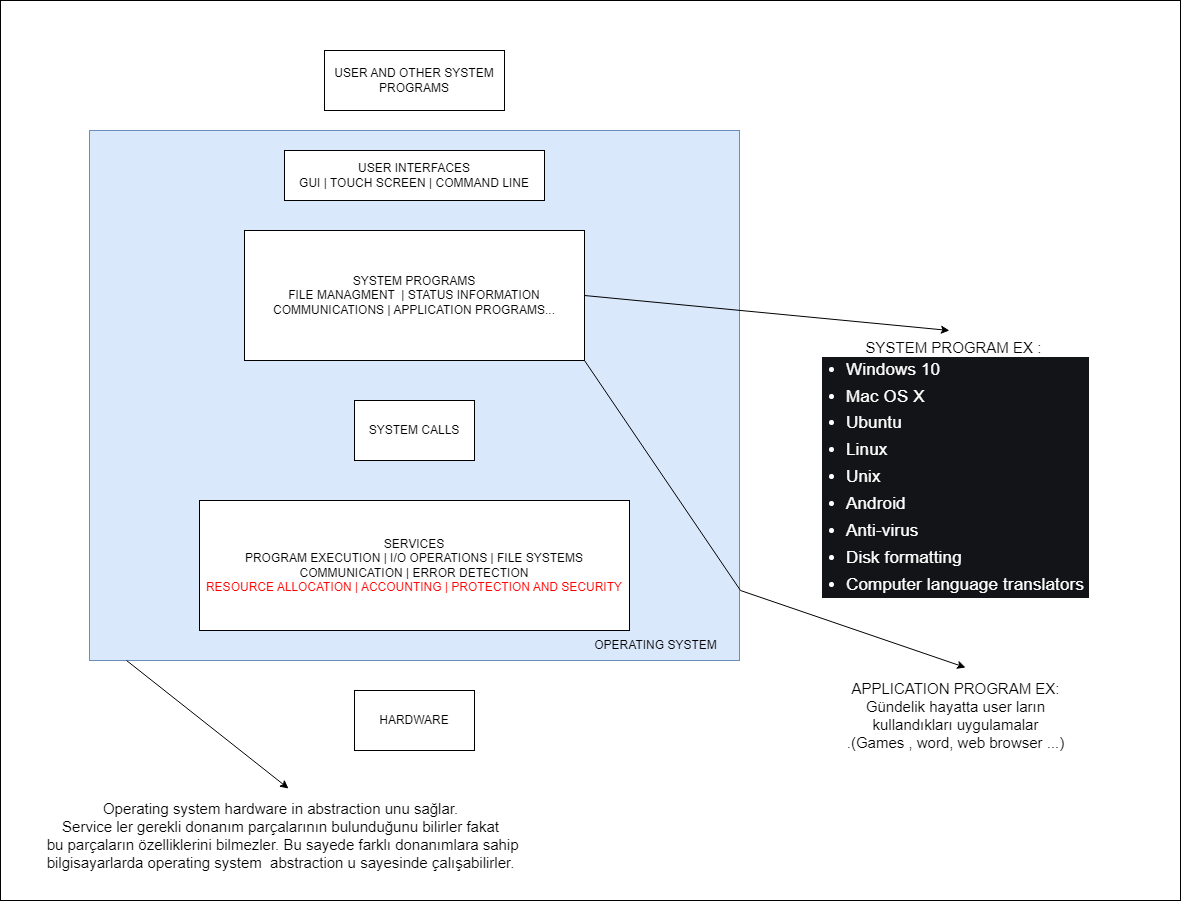 USER AND OTHER SYSTEM
PROGRAMS
USER INTERFACES
GUI | TOUCH SCREEN | COMMAND LINE
SYSTEM PROGRAMS
FILE MANAGMENT | STATUS INFORMATION
COMMUNICATIONS | APPLICATION PROGRAMS...
SYSTEM CALLS
SERVICES
PROGRAM EXECUTION | I/O OPERATIONS | FILE SYSTEMS
COMMUNICATION | ERROR DETECTION
RESOURCE ALLOCATION | ACCOUNTING | PROTECTION AND SECURITY
OPERATING SYSTEM
HARDWARE
SYSTEM PROGRAM EX :
• Windows 10
• Mac OS X
• Ubuntu
• Linux
• Unix
• Android
• Anti-virus
• Disk formatting
• Computer language translators
APPLICATION PROGRAM EX:
Gündelik hayatta user ların
kullandıkları uygulamalar
.(Games , word, web browser ...)
Operating system hardware in abstraction unu sağlar.
Service ler gerekli donanım parçalarının bulunduğunu bilirler fakat
bu parçaların özelliklerini bilmezler. Bu sayede farklı donanımlara sahip
bilgisayarlarda operating system abstraction u sayesinde çalışabilirler.